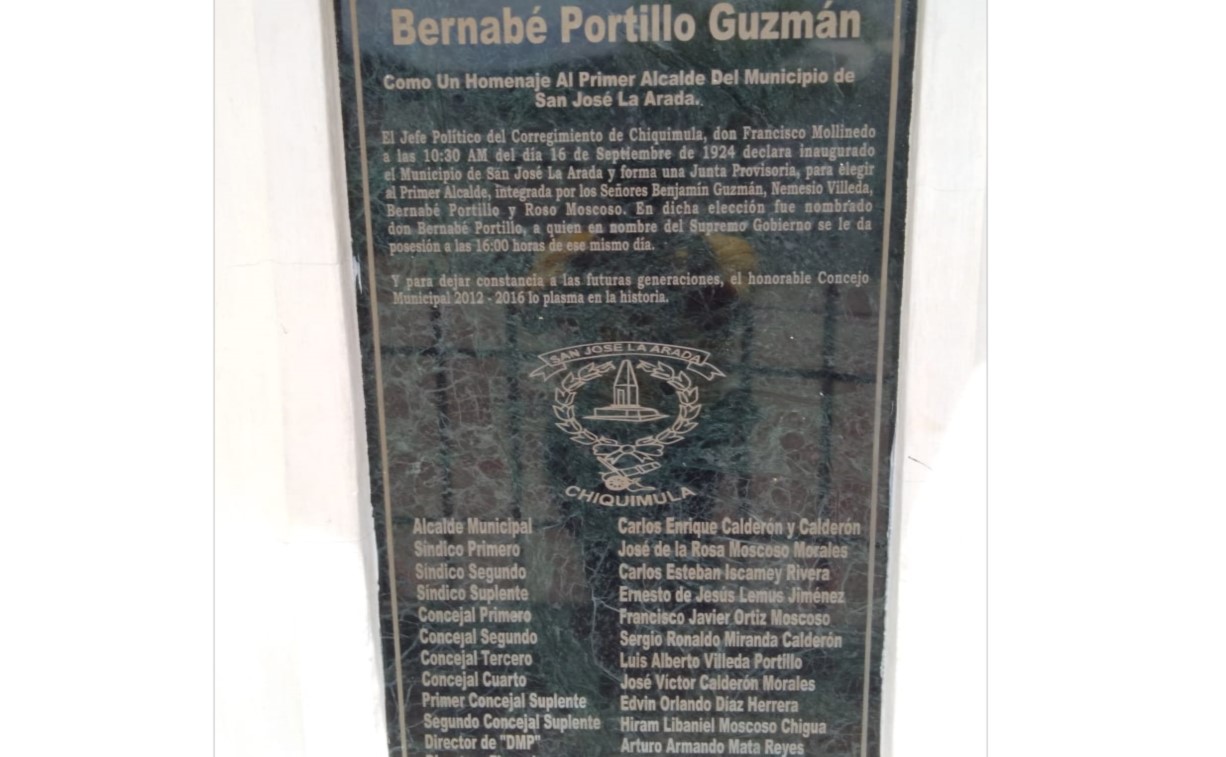 Bernabé Portillo Guzmán
Como Un Homenaje Al Primer Alcalde Del Municipio de
San José La Arada.
El Jefe Político del Corregimiento de Chiquimula, don Francisco Mollinedo
a las 10:30 AM del día 16 de Septiembre de 1924 declara inaugurado
el Municipio de San José La Arada y forma una Junta Provisoria, para elegir
al Primer Alcalde, integrada por los Señores Benjamín Guzmán, Nemesio Villeda,
Bernabé Portillo y Roso Moscoso. En dicha elección fue nombrado
don Bernabé Portillo, a quien en nombre del Supremo Gobierno se le da
posesión a las 16:00 horas de ese mismo día.
Y para dejar constancia a las futuras generaciones, el honorable Concejo
Municipal 2012 - 2016 lo plasma en la historia.
SAN JOSE LA ARADA
CHIQUIMULA
Alcalde Municipal Carlos Enrique Calderón y Calderón
Síndico Primero José de la Rosa Moscoso Morales
Síndico Segundo Carlos Esteban Iscamey Rivera
Síndico Suplente Ernesto de Jesús Lemus Jiménez
Concejal Primero Francisco Javier Ortiz Moscoso
Concejal Segundo Sergio Ronaldo Miranda Calderón
Concejal Tercero Luis Alberto Villeda Portillo
Concejal Cuarto José Víctor Calderón Morales
Primer Concejal Suplente Edvin Orlando Díaz Herrera
Segundo Concejal Suplente Hiram Libaniel Moscoso Chigua
Director de "DMP" Arturo Armando Mata Reyes